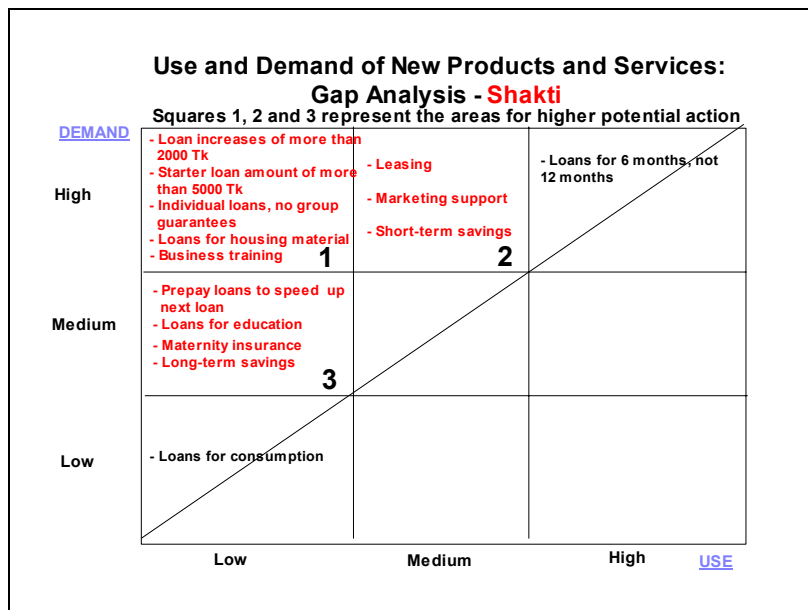 Use and Demand of New Products and Services:
Gap Analysis - Shakti
Squares 1, 2 and 3 represent the areas for higher potential action
DEMAND
High
- Loan increases of more than
2000 Tk
- Starter loan amount of more
than 5000 Tk
- Individual loans, no group
guarantees
- Loans for housing material
- Business training
1
- Leasing
- Marketing support
- Short-term savings
2
- Loans for 6 months, not
12 months
Medium
- Prepay loans to speed up
next loan
- Loans for education
- Maternity insurance
- Long-term savings
3
Low
- Loans for consumption
Low
Medium
High
USE